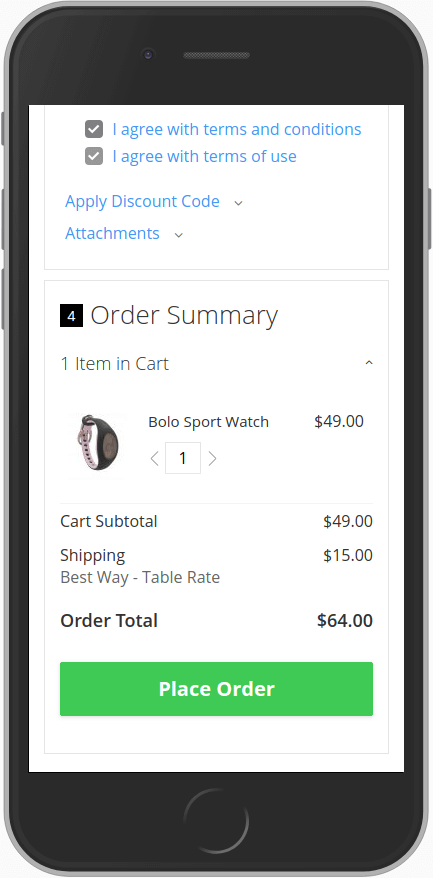 I agree with terms and conditions
I agree with terms of use
Apply Discount Code
Attachments
4 Order Summary
1 Item in Cart
Bolo Sport Watch $49.00
1
Cart Subtotal $49.00
Shipping $15.00
Best Way - Table Rate
Order Total $64.00
Place Order